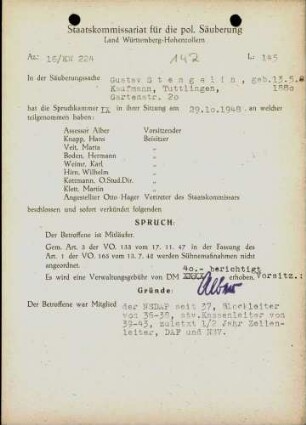 Staatskommissariat für die pol. Säuberung
Land Württemberg-Hohenzollern
Az.: 16/XX 224
142
L: 145
In der Säuberungssache Gustav Stengelin, geb. 13.5.
1880
Kaufmann, Tuttlingen,
Gartenstr. 20
hat die Spruchkammer IX in ihrer Sitzung am 29.10.1948 an welcher
teilgenommen haben:
Assessor Alber Vorsitzender
Knapp, Hans Beisitzer
Veit, Marta "
Boden, Hermann "
Weine, Karl "
Hirn, Wilhelm "
Kottmann, O.Stud.Dir. "
Klett, Martin "
Angestellter Otto Hager Vertreter des Staatskommissars
beschlossen und sofort verkündet folgenden
SPRUCH:
Der Betroffene ist Mitläufer.
Gem. Art. 3 der VO. 133 vom 17. 11. 47 in der Fassung des
Art. 1 der VO. 165 vom 13. 7. 48 werden Sühnemaßnahmen nicht
angeordnet.
40.- berichtigt
Es wird eine Verwaltungsgebühr von DM XXXX erhoben. Vorsitz.:
Alber
Gründe:
Der Betroffene war Mitglied der NSDAP seit 37, Blockleiter
von 36-38, stv. Kassenleiter von
39-43, zuletzt 1/2 Jahr Zellen-
leiter, DAF und NSV.